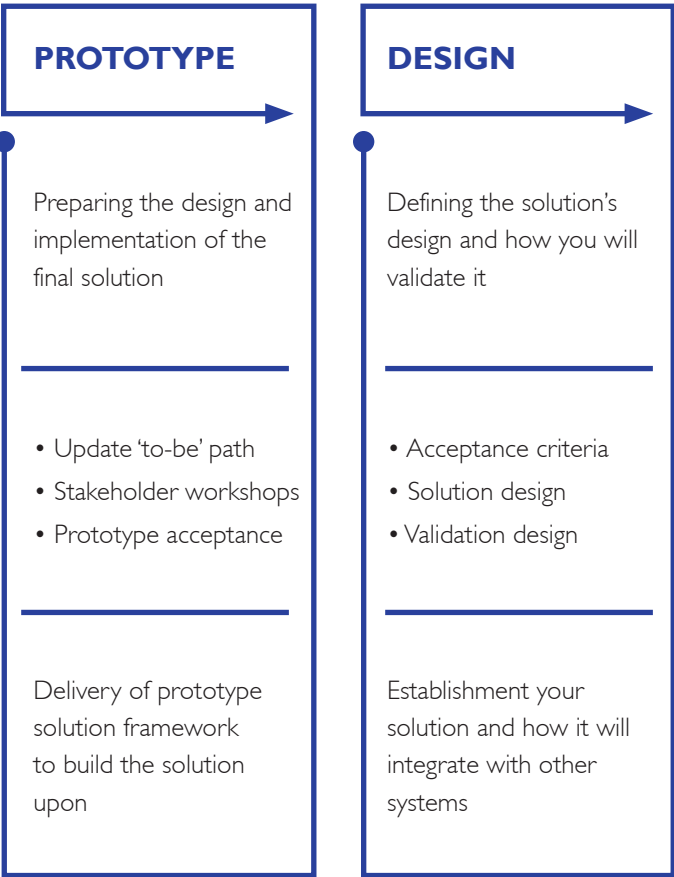 PROTOTYPE
Preparing the design and
implementation of the
final solution
• Update ‘to-be’ path
• Stakeholder workshops
• Prototype acceptance
Delivery of prototype
solution framework
to build the solution
upon
DESIGN
Defining the solution’s
design and how you will
validate it
• Acceptance criteria
• Solution design
• Validation design
Establishment your
solution and how it will
integrate with other
systems